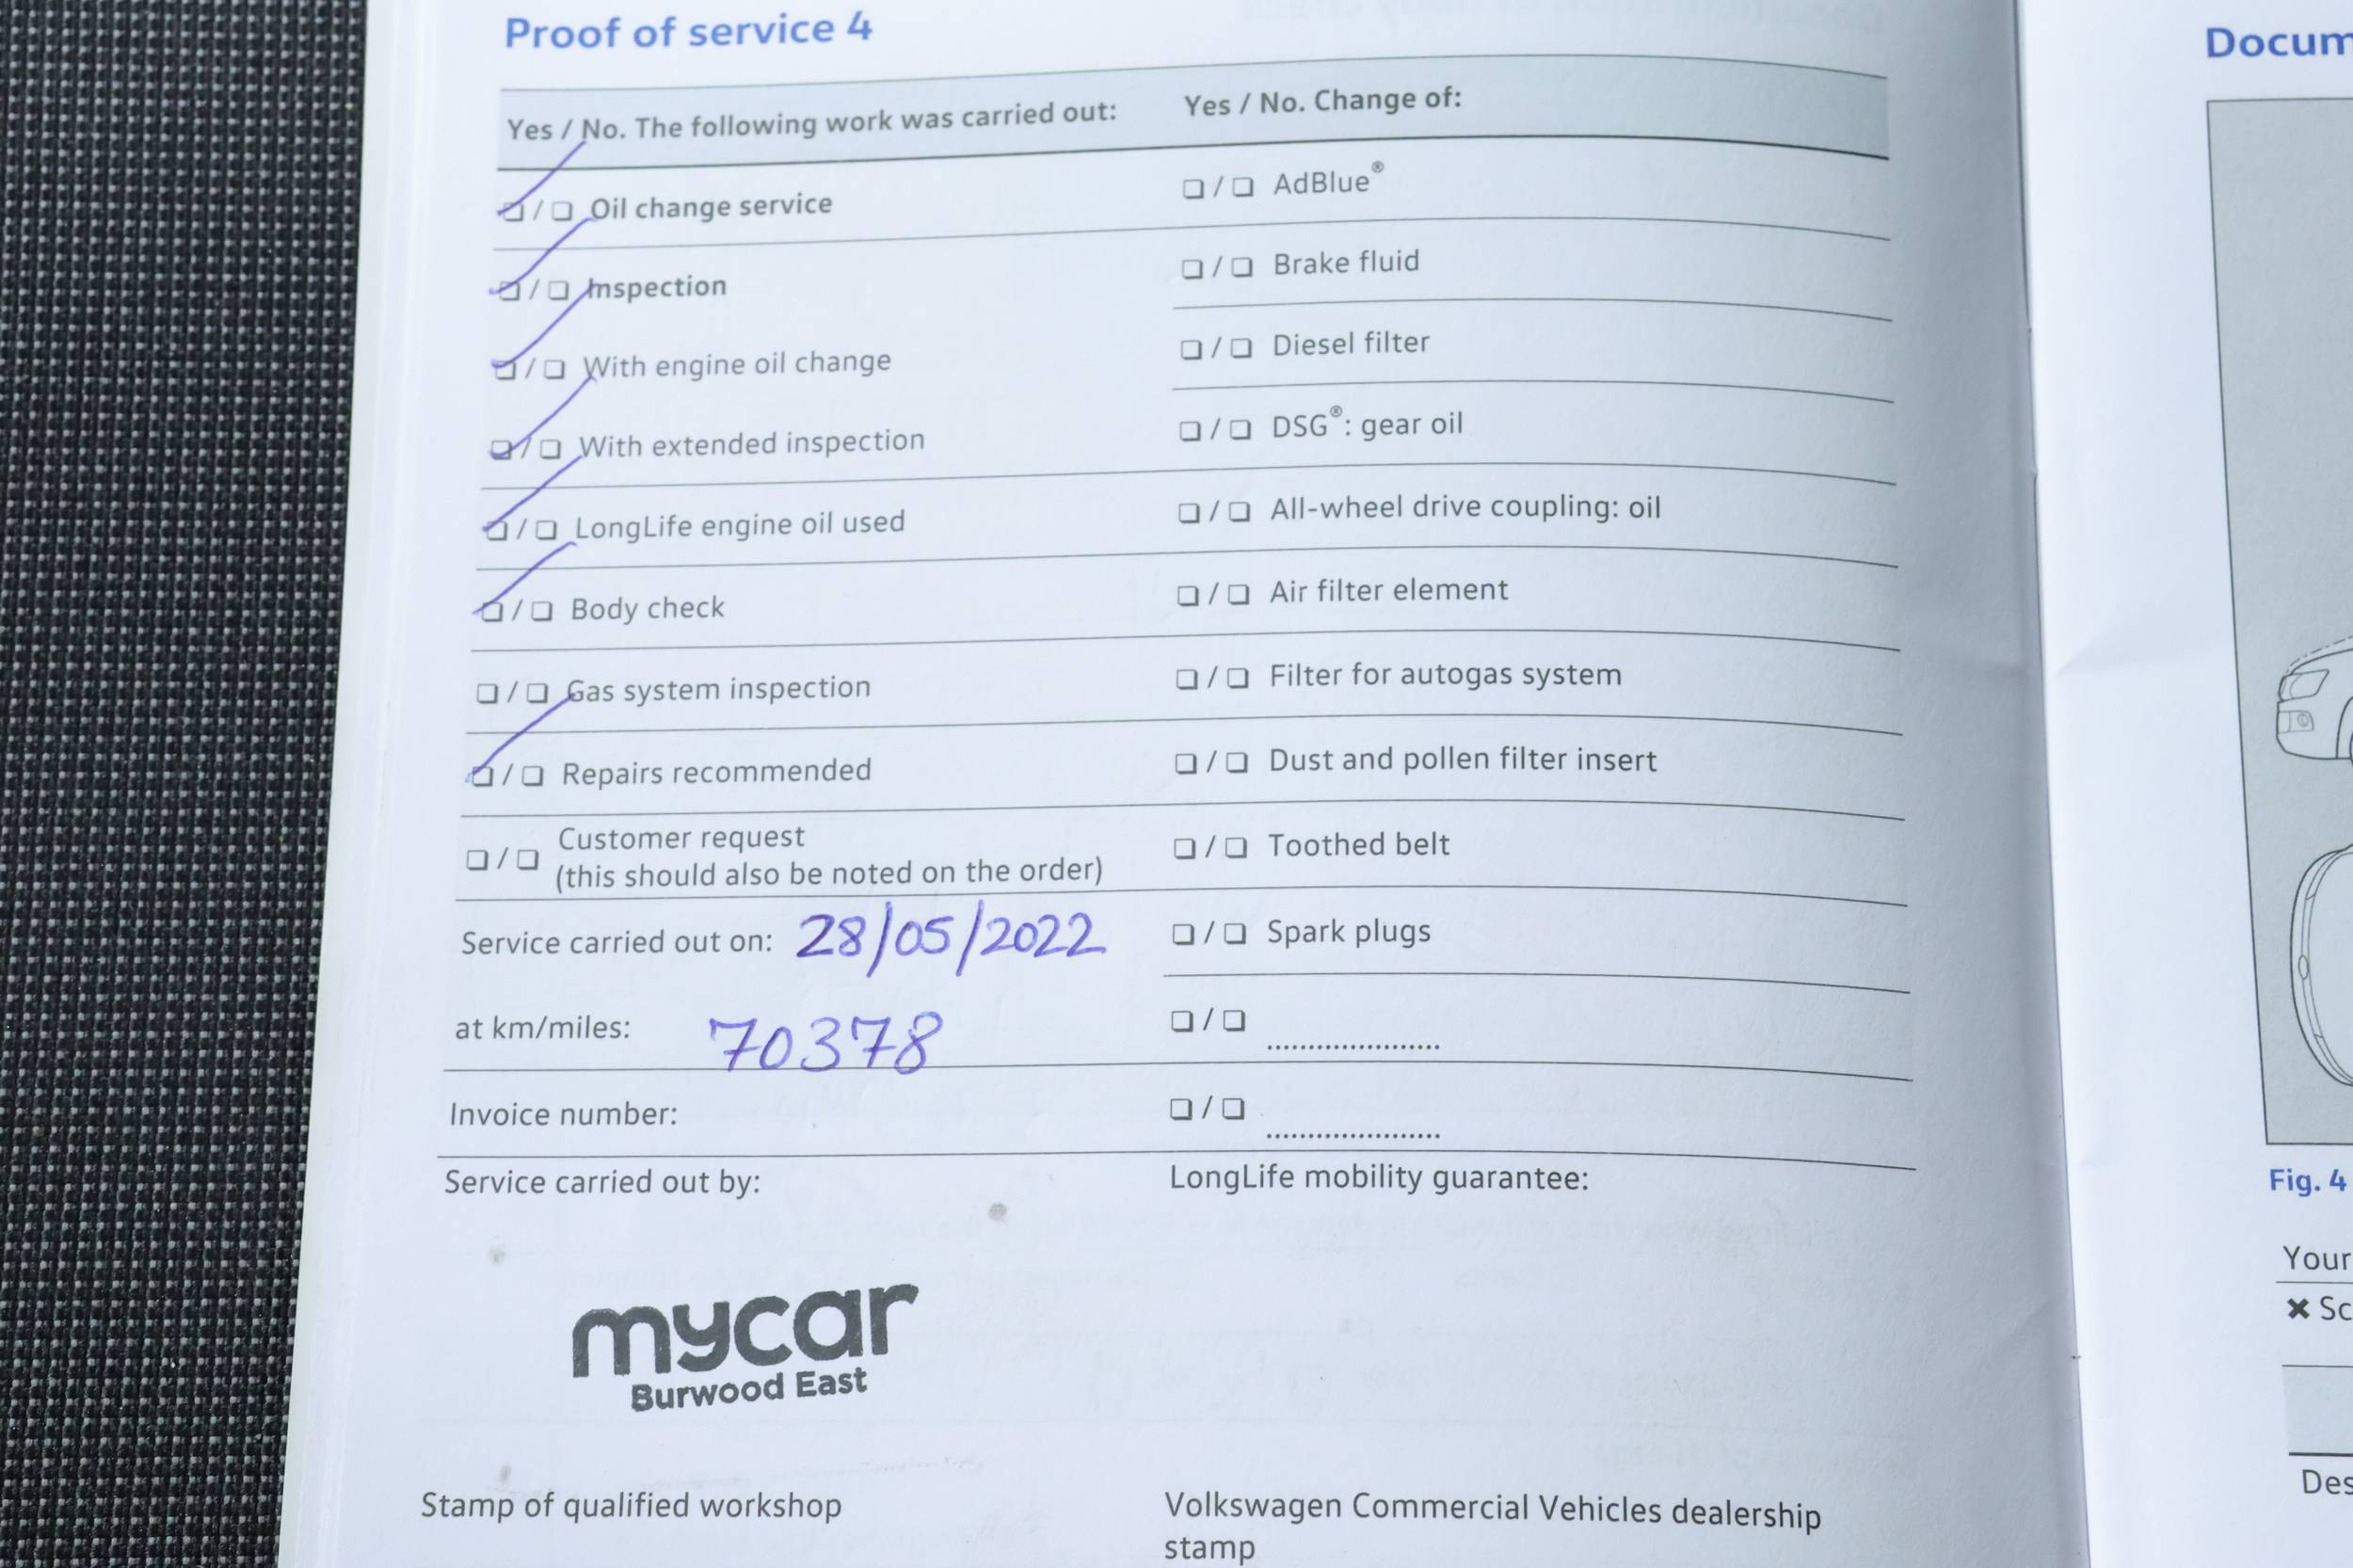 Proof of service 4
Yes / No. The following work was carried out:
❏ / ❏ Oil change service
❏ / ❏ Inspection
❏ / ❏ With engine oil change
❏ / ❏ With extended inspection
❏ / ❏ LongLife engine oil used
❏ / ❏ Body check
❏ / ❏ Gas system inspection
❏ / ❏ Repairs recommended
❏ / ❏ Customer request
(this should also be noted on the order)
Service carried out on: 28/05/2022
at km/miles: 70378
Invoice number:
Service carried out by:
mycar
Burwood East
Stamp of qualified workshop
Yes / No. Change of:
❏ / ❏ AdBlue®
❏ / ❏ Brake fluid
❏ / ❏ Diesel filter
❏ / ❏ DSG®: gear oil
❏ / ❏ All-wheel drive coupling: oil
❏ / ❏ Air filter element
❏ / ❏ Filter for autogas system
❏ / ❏ Dust and pollen filter insert
❏ / ❏ Toothed belt
❏ / ❏ Spark plugs
❏ / ❏ ....................
❏ / ❏ ....................
LongLife mobility guarantee:
Volkswagen Commercial Vehicles dealership
stamp
Docum
Fig. 4
Your
✖ Sc
Des